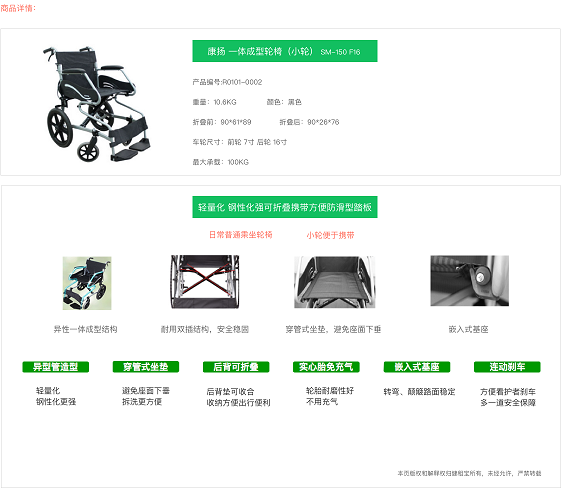 商品详情：
康扬 一体成型轮椅（小轮） SM-150 F16
产品编号:R0101-0002
重量：10.6KG 颜色：黑色
折叠前：90*61*89 折叠后：90*26*76
车轮尺寸：前轮 7寸 后轮 16寸
最大承载：100KG
轻量化 钢性化强可折叠携带方便防滑型踏板
日常普通乘坐轮椅 小轮便于携带
异性一体成型结构 耐用双插结构，安全稳固 穿管式坐垫，避免座面下垂 嵌入式基座
异型管造型 穿管式坐垫 后背可折叠 实心胎免充气 嵌入式基座 连动刹车
轻量化 避免座面下垂 后背垫可收合 轮胎耐磨性好 转弯、颠簸路面稳定 方便看护者刹车
钢性化更强 拆洗更方便 收纳方便出行便利 不用充气 多一道安全保障
本页版权和解释权归健租宝所有，未经允许，严禁转载